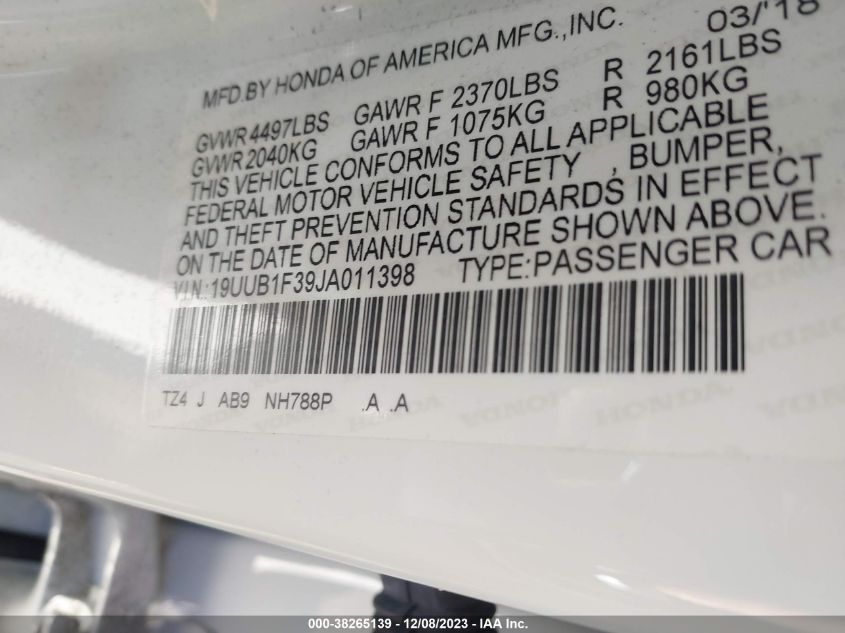 MFD.BY HONDA OF AMERICA MFG.,INC. 03/'18
GVWR 4497LBS GAWR F 2370LBS R 2161LBS
GVWR 2040KG GAWR F 1075KG R 980KG
THIS VEHICLE CONFORMS TO ALL APPLICABLE
FEDERAL MOTOR VEHICLE SAFETY , BUMPER,
AND THEFT PREVENTION STANDARDS IN EFFECT
ON THE DATE OF MANUFACTURE SHOWN ABOVE.
V.I.N.:19UUB1F39JA011398 TYPE:PASSENGER CAR
TZ4 J AB9 NH788P .A .A
HONDA
000-38265139 - 12/08/2023 - IAA Inc.